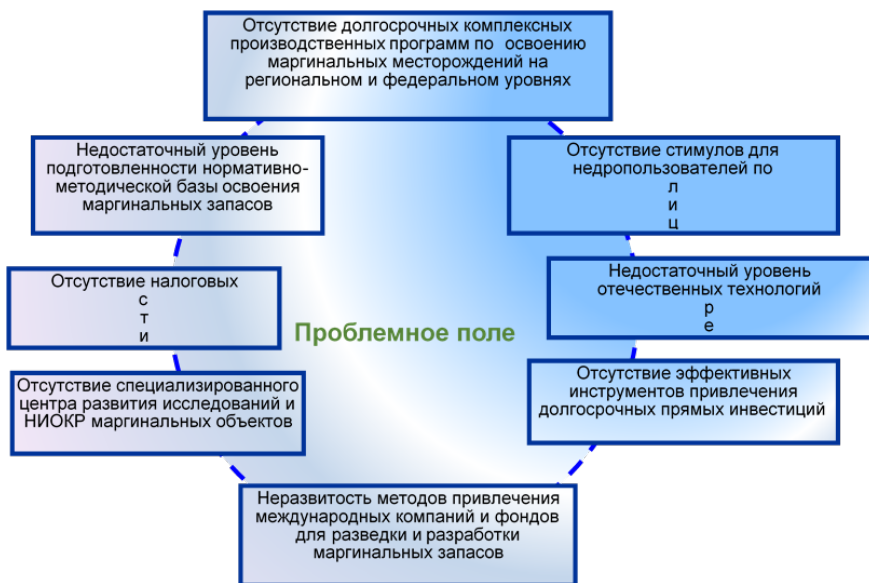 Отсутствие долгосрочных комплексных
производственных программ по освоению
маргинальных месторождений на
региональном и федеральном уровнях
Недостаточный уровень
подготовленности нормативно-
методической базы освоения
маргинальных запасов
Отсутствие стимулов для
недропользователей по
л
и
ц
Отсутствие налоговых
с
т
и
Недостаточный уровень
отечественных технологий
р
е
Проблемное поле
Отсутствие специализированного
центра развития исследований и
НИОКР маргинальных объектов
Отсутствие эффективных
инструментов привлечения
долгосрочных прямых инвестиций
Неразвитость методов привлечения
международных компаний и фондов
для разведки и разработки
маргинальных запасов